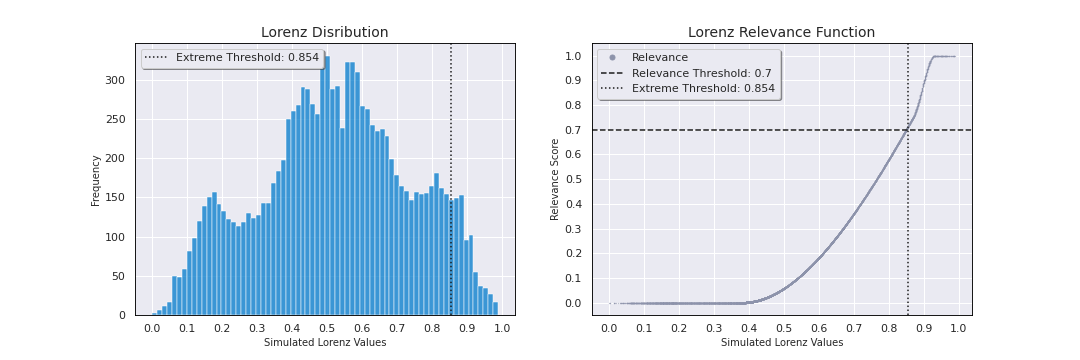 Lorenz Disribution
Extreme Threshold: 0.854
Frequency
300
250
200
150
100
50
0
0.0 0.1 0.2 0.3 0.4 0.5 0.6 0.7 0.8 0.9 1.0
Simulated Lorenz Values
Lorenz Relevance Function
Relevance
Relevance Threshold: 0.7
Extreme Threshold: 0.854
Relevance Score
1.0
0.9
0.8
0.7
0.6
0.5
0.4
0.3
0.2
0.1
0.0
0.0 0.1 0.2 0.3 0.4 0.5 0.6 0.7 0.8 0.9 1.0
Simulated Lorenz Values